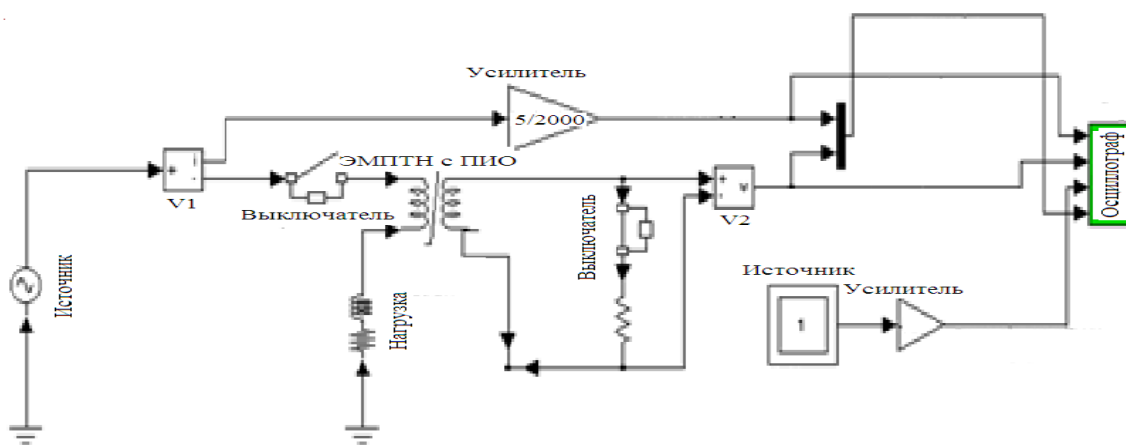 Усилитель
5/2000
+
i
-
V1
ЭМПТН с ПИО
Выключатель
+
-
v
V2
Выключатель
Осциллограф
Источник
Нагрузка
Источник
1
Усилитель